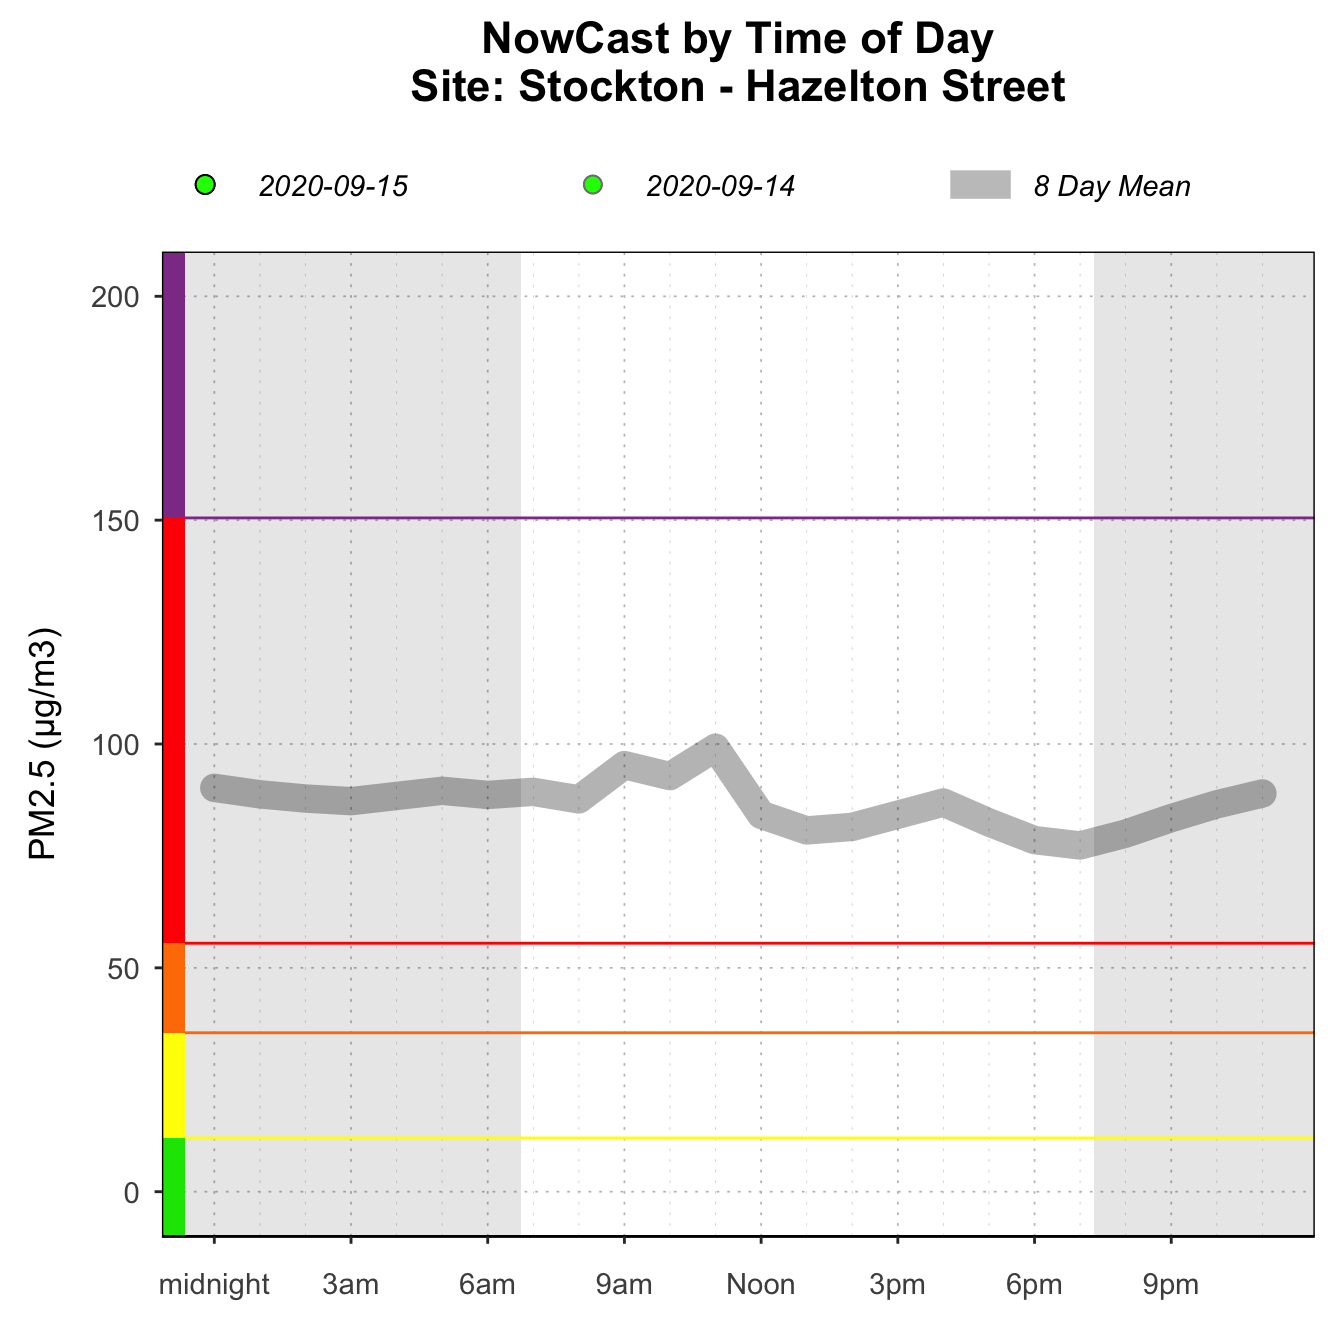 NowCast by Time of Day
Site: Stockton - Hazelton Street
2020-09-15 2020-09-14 8 Day Mean
PM2.5 (µg/m3)
200
150
100
50
0
midnight 3am 6am 9am Noon 3pm 6pm 9pm